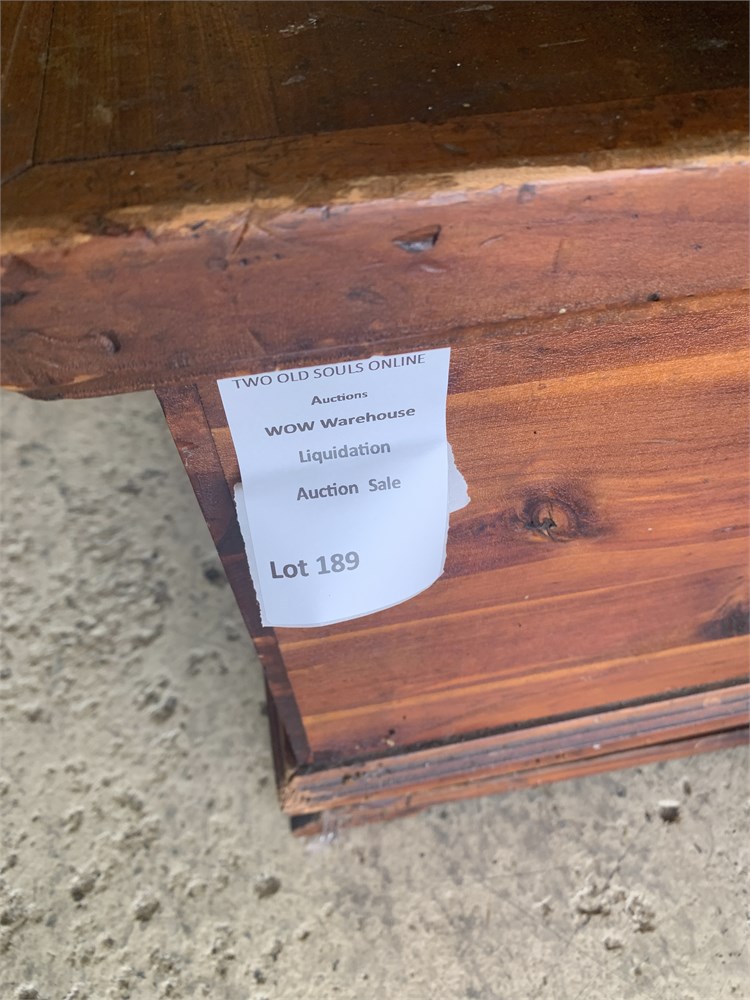 TWO OLD SOULS ONLINE
Auctions
WOW Warehouse
Liquidation
Auction Sale
Lot 189